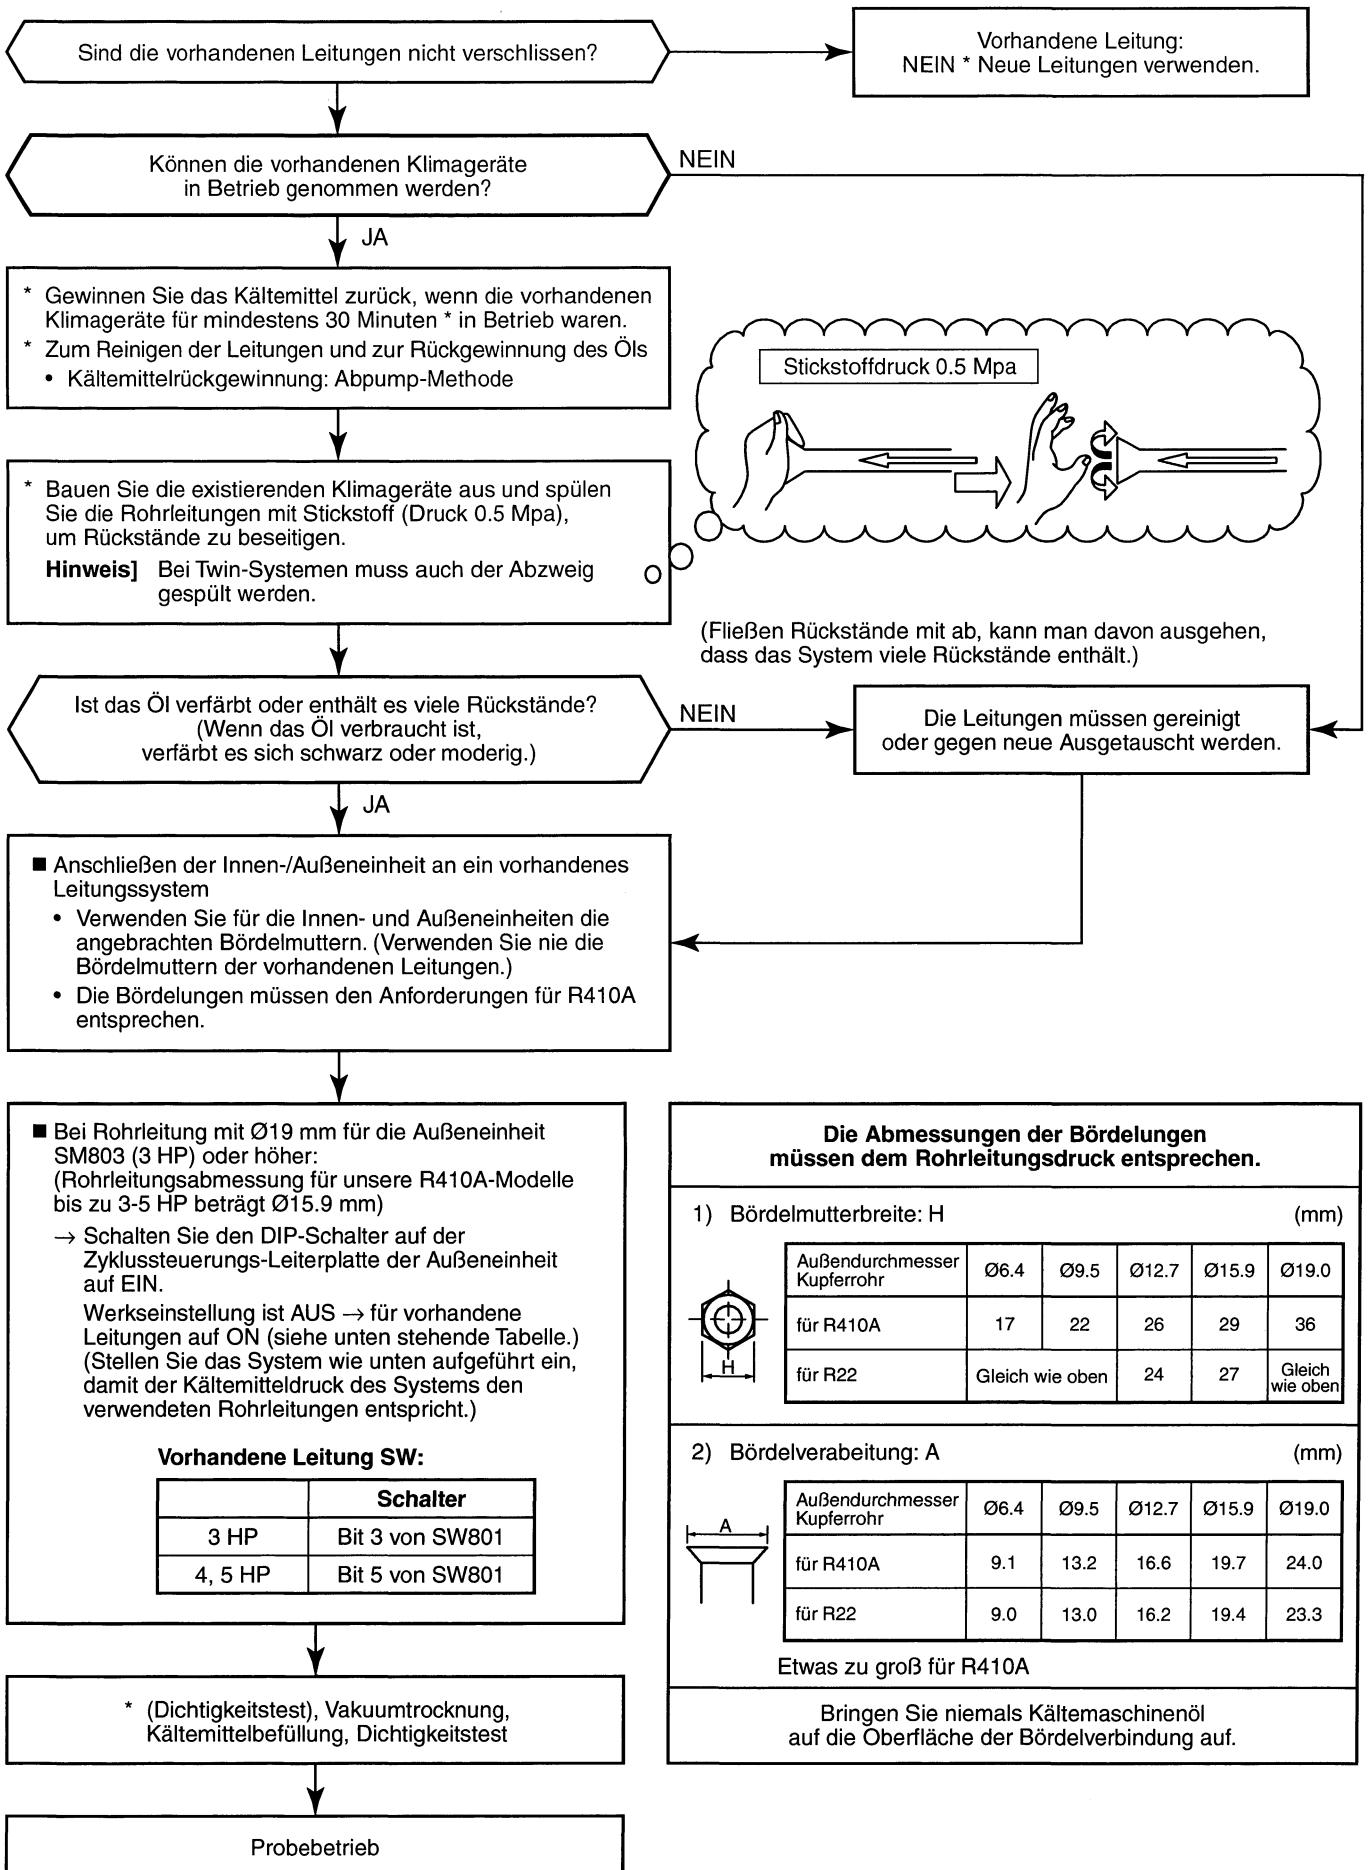 Sind die vorhandenen Leitungen nicht verschlissen?
Vorhandene Leitung:
NEIN * Neue Leitungen verwenden.
Können die vorhandenen Klimageräte
in Betrieb genommen werden?
NEIN
JA
* Gewinnen Sie das Kältemittel zurück, wenn die vorhandenen
Klimageräte für mindestens 30 Minuten * in Betrieb waren.
* Zum Reinigen der Leitungen und zur Rückgewinnung des Öls
• Kältemittelrückgewinnung: Abpump-Methode
Stickstoffdruck 0.5 Mpa
* Bauen Sie die existierenden Klimageräte aus und spülen
Sie die Rohrleitungen mit Stickstoff (Druck 0.5 Mpa),
um Rückstände zu beseitigen.
Hinweis] Bei Twin-Systemen muss auch der Abzweig
gespült werden.
(Fließen Rückstände mit ab, kann man davon ausgehen,
dass das System viele Rückstände enthält.)
Ist das Öl verfärbt oder enthält es viele Rückstände?
(Wenn das Öl verbraucht ist,
verfärbt es sich schwarz oder moderig.)
NEIN
Die Leitungen müssen gereinigt
oder gegen neue Ausgetauscht werden.
JA
■ Anschließen der Innen-/Außeneinheit an ein vorhandenes
Leitungssystem
• Verwenden Sie für die Innen- und Außeneinheiten die
angebrachten Bördelmuttern. (Verwenden Sie nie die
Bördelmuttern der vorhandenen Leitungen.)
• Die Bördelungen müssen den Anforderungen für R410A
entsprechen.
■ Bei Rohrleitung mit Ø19 mm für die Außeneinheit
SM803 (3 HP) oder höher:
(Rohrleitungsabmessung für unsere R410A-Modelle
bis zu 3-5 HP beträgt Ø15.9 mm)
→ Schalten Sie den DIP-Schalter auf der
Zyklussteuerungs-Leiterplatte der Außeneinheit
auf EIN.
Werkseinstellung ist AUS → für vorhandene
Leitungen auf ON (siehe unten stehende Tabelle.)
(Stellen Sie das System wie unten aufgeführt ein,
damit der Kältemitteldruck des Systems den
verwendeten Rohrleitungen entspricht.)
Vorhandene Leitung SW:
Schalter
3 HP Bit 3 von SW801
4, 5 HP Bit 5 von SW801
* (Dichtigkeitstest), Vakuumtrocknung,
Kältemittelbefüllung, Dichtigkeitstest
Probebetrieb
Die Abmessungen der Bördelungen
müssen dem Rohrleitungsdruck entsprechen.
1) Bördelmutterbreite: H (mm)
H
Außendurchmesser
Kupferrohr Ø6.4 Ø9.5 Ø12.7 Ø15.9 Ø19.0
für R410A 17 22 26 29 36
für R22 Gleich wie oben 24 27 Gleich
wie oben
2) Bördelverabeitung: A (mm)
A
Außendurchmesser
Kupferrohr Ø6.4 Ø9.5 Ø12.7 Ø15.9 Ø19.0
für R410A 9.1 13.2 16.6 19.7 24.0
für R22 9.0 13.0 16.2 19.4 23.3
Etwas zu groß für R410A
Bringen Sie niemals Kältemaschinenöl
auf die Oberfläche der Bördelverbindung auf.